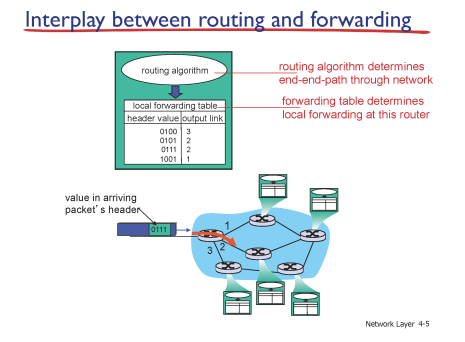 Interplay between routing and forwarding
routing algorithm
routing algorithm determines
end-end-path through network
local forwarding table
header value output link
forwarding table determines
local forwarding at this router
0100 3
0101 2
0111 2
1001 1
value in arriving
packet’s header
0111
1
2
3
Network Layer 4-5